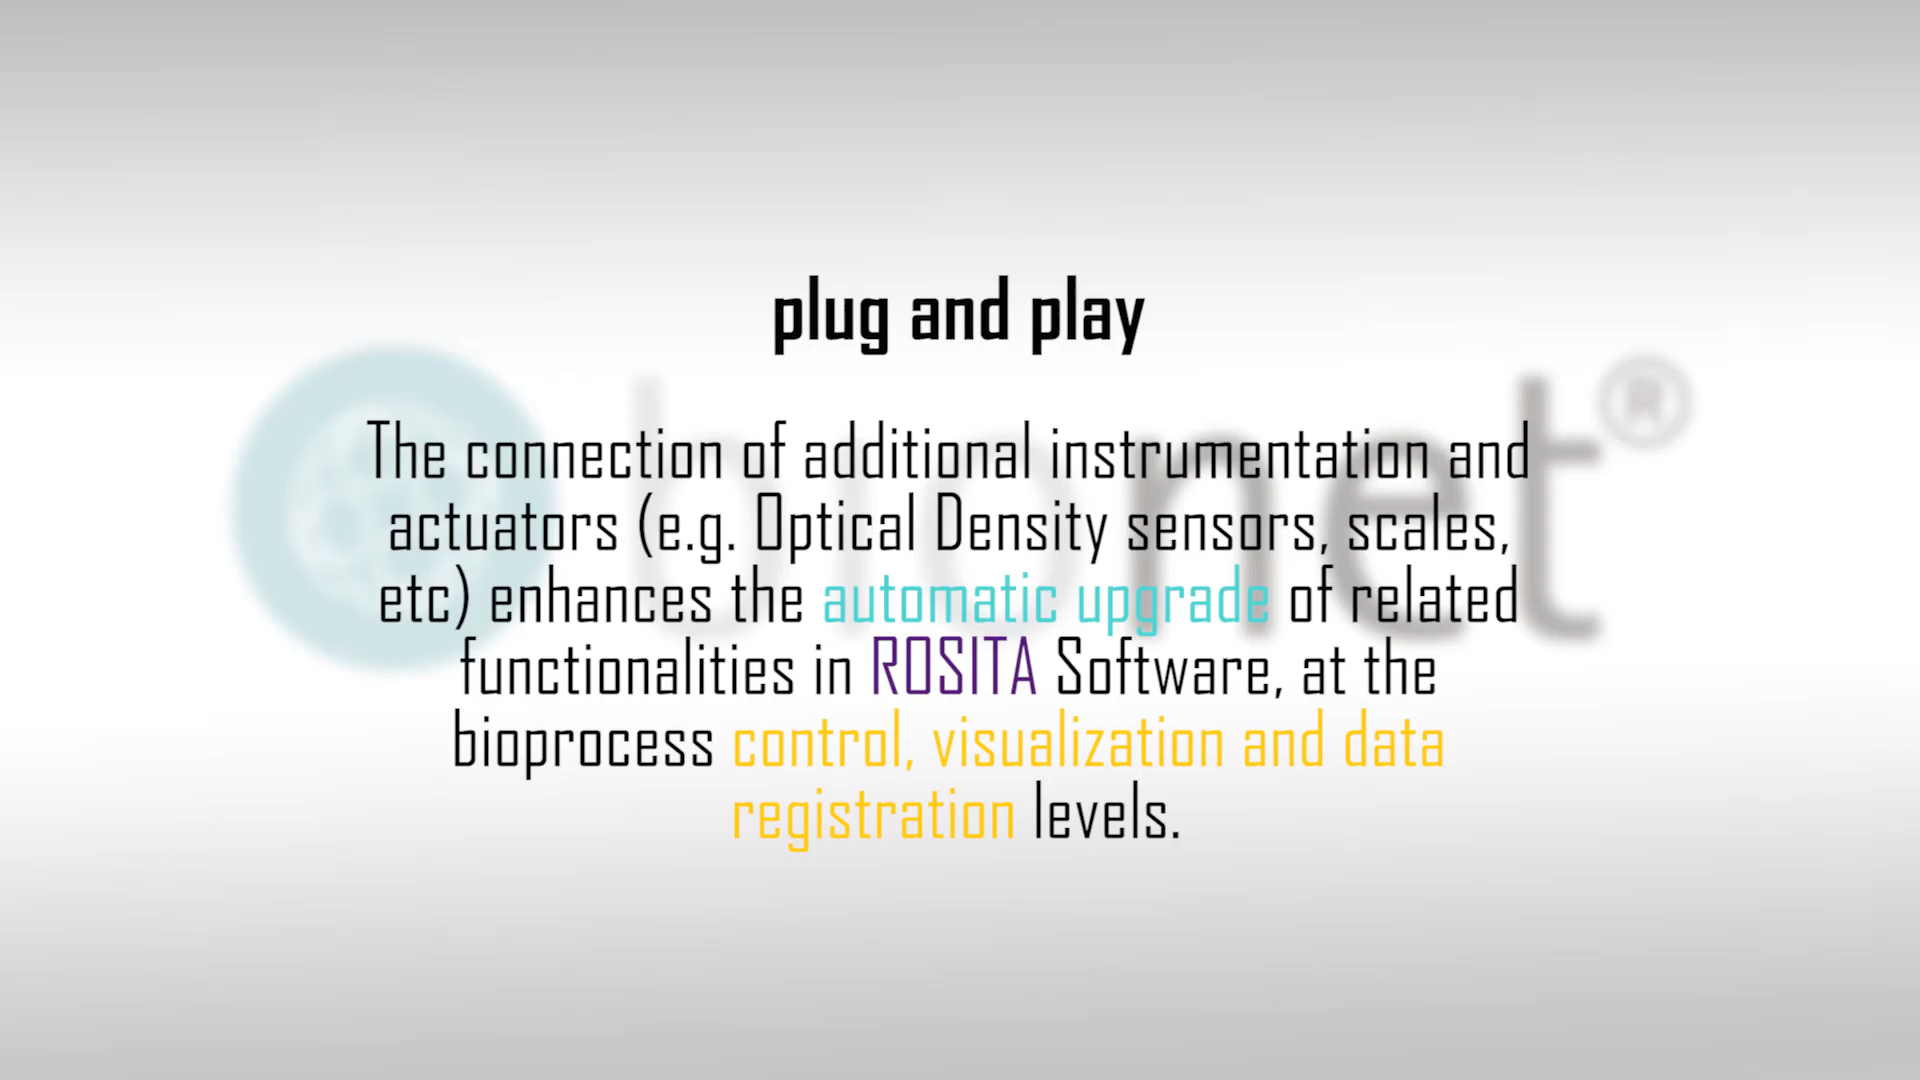 plug and play
bionet®
The connection of additional instrumentation and
actuators (e.g. Optical Density sensors, scales,
etc) enhances the automatic upgrade of related
functionalities in ROSITA Software, at the
bioprocess control, visualization and data
registration levels.